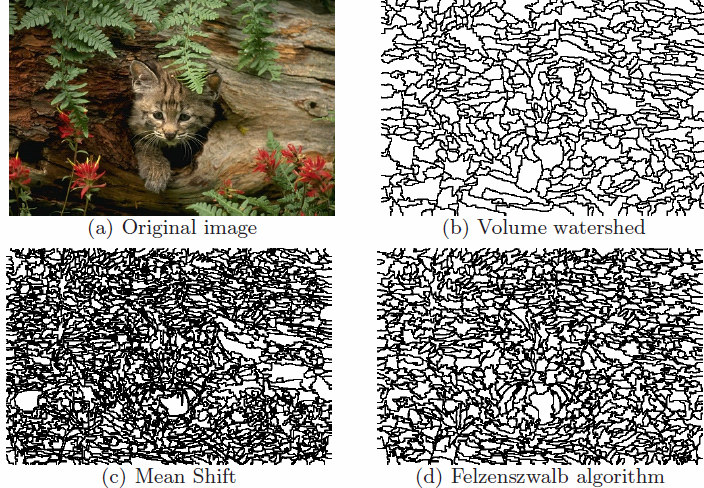 (a) Original image
(b) Volume watershed
(c) Mean Shift
(d) Felzenszwalb algorithm